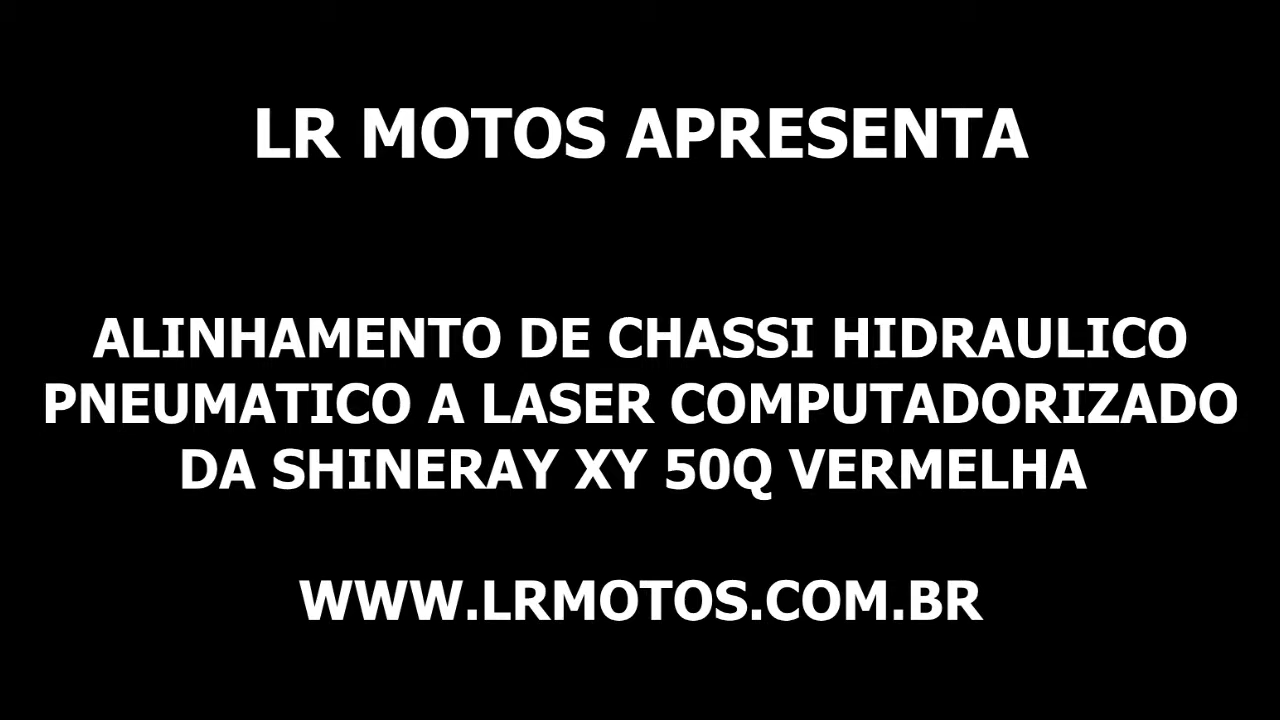 LR MOTOS APRESENTA
ALINHAMENTO DE CHASSI HIDRAULICO
PNEUMATICO A LASER COMPUTADORIZADO
DA SHINERAY XY 50Q VERMELHA
WWW.LRMOTOS.COM.BR